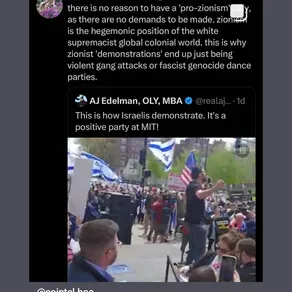 there is no reason to have a 'pro-zionism'
as there are no demands to be made. zionism
is the hegemonic position of the white
supremacist global colonial world. this is why
zionist 'demonstrations' end up just being
violent gang attacks or fascist genocide dance
parties.
AJ Edelman, OLY, MBA @realaj... · 1d
This is how Israelis demonstrate. It's a
positive party at MIT!